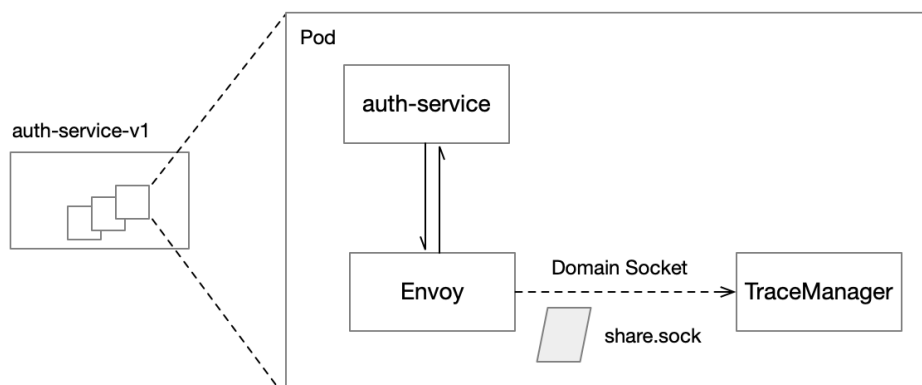 Pod
auth-service
auth-service-v1
Envoy
Domain Socket
TraceManager
share.sock